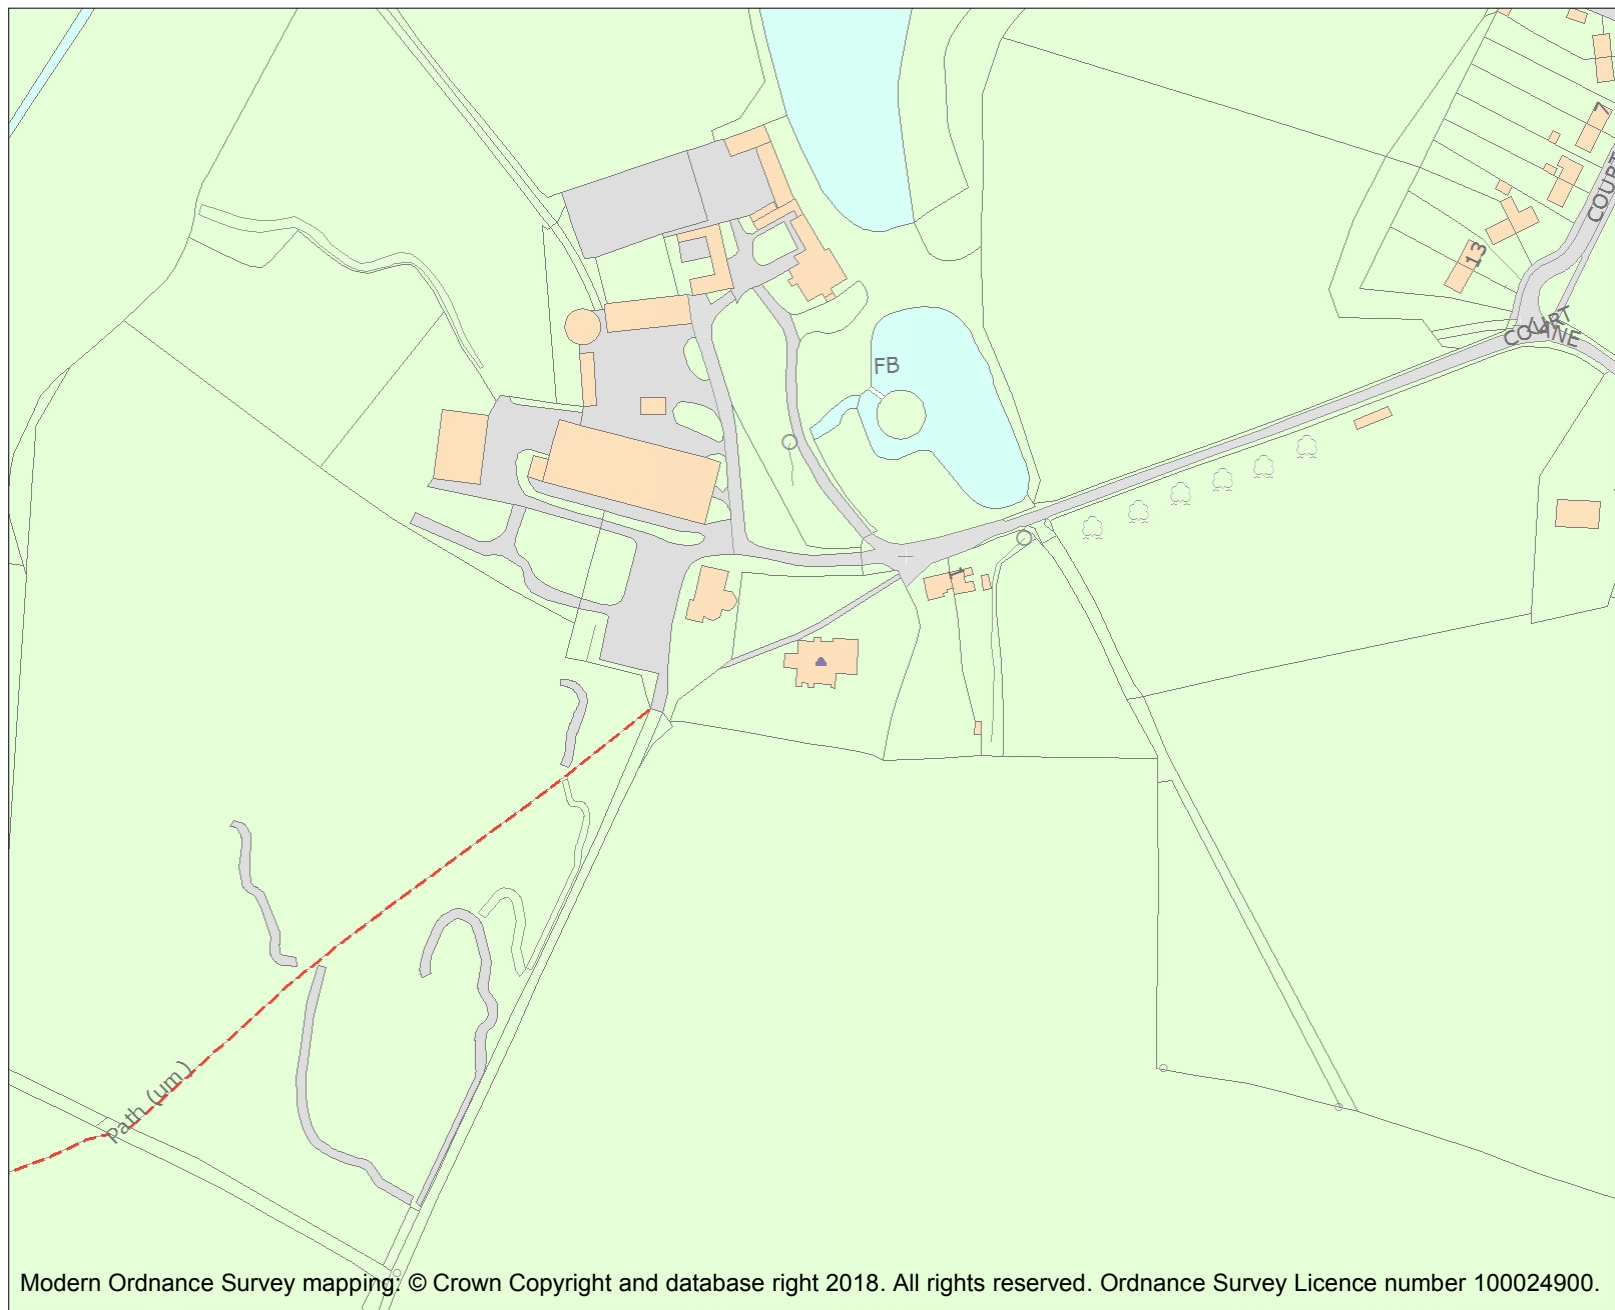 7
COURT
13
COURT
LANE
FB
1
Path (um)
Modern Ordnance Survey mapping: © Crown Copyright and database right 2018. All rights reserved. Ordnance Survey Licence number 100024900.